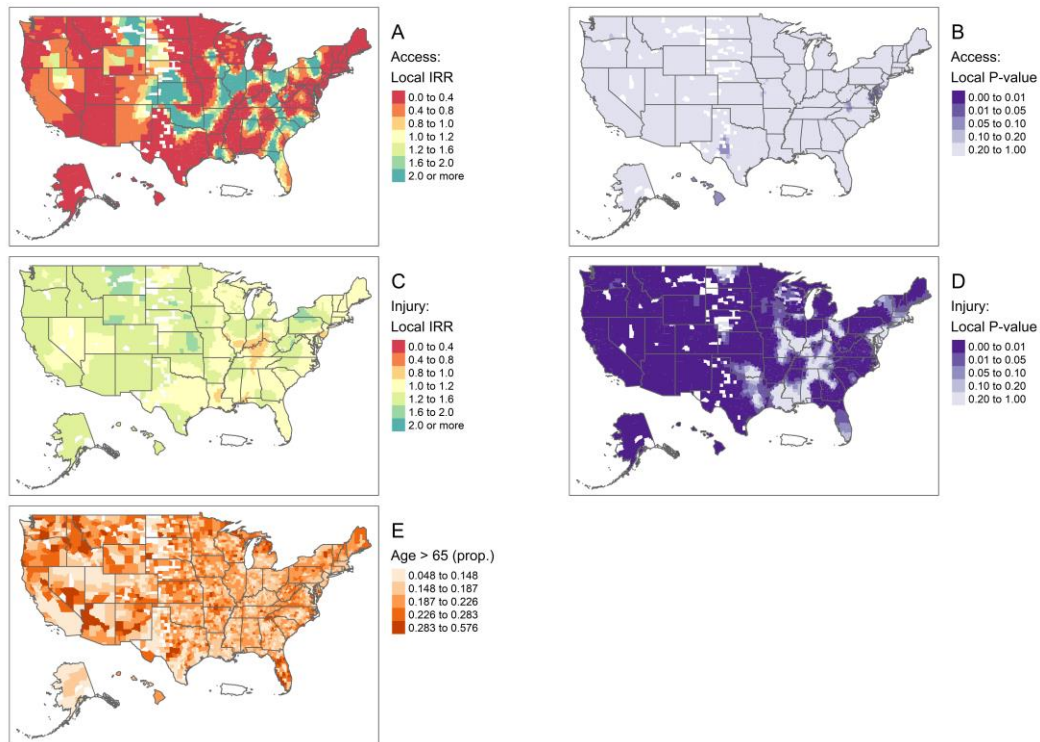 A
Access:
Local IRR
0.0 to 0.4
0.4 to 0.8
0.8 to 1.0
1.0 to 1.2
1.2 to 1.6
1.6 to 2.0
2.0 or more
B
Access:
Local P-value
0.00 to 0.01
0.01 to 0.05
0.05 to 0.10
0.10 to 0.20
0.20 to 1.00
C
Injury:
Local IRR
0.0 to 0.4
0.4 to 0.8
0.8 to 1.0
1.0 to 1.2
1.2 to 1.6
1.6 to 2.0
2.0 or more
D
Injury:
Local P-value
0.00 to 0.01
0.01 to 0.05
0.05 to 0.10
0.10 to 0.20
0.20 to 1.00
E
Age > 65 (prop.)
0.048 to 0.148
0.148 to 0.187
0.187 to 0.226
0.226 to 0.283
0.283 to 0.576